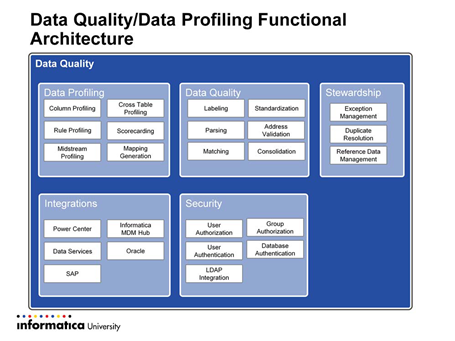 Data Quality/Data Profiling Functional
Architecture
Data Quality
Data Profiling
Column Profiling
Cross Table
Profiling
Rule Profiling
Scorecarding
Midstream
Profiling
Mapping
Generation
Data Quality
Labeling
Standardization
Parsing
Address
Validation
Matching
Consolidation
Stewardship
Exception
Management
Duplicate
Resolution
Reference Data
Management
Integrations
Power Center
Informatica
MDM Hub
Data Services
Oracle
SAP
Security
User
Authorization
Group
Authorization
User
Authentication
Database
Authentication
LDAP
Integration
informatica University